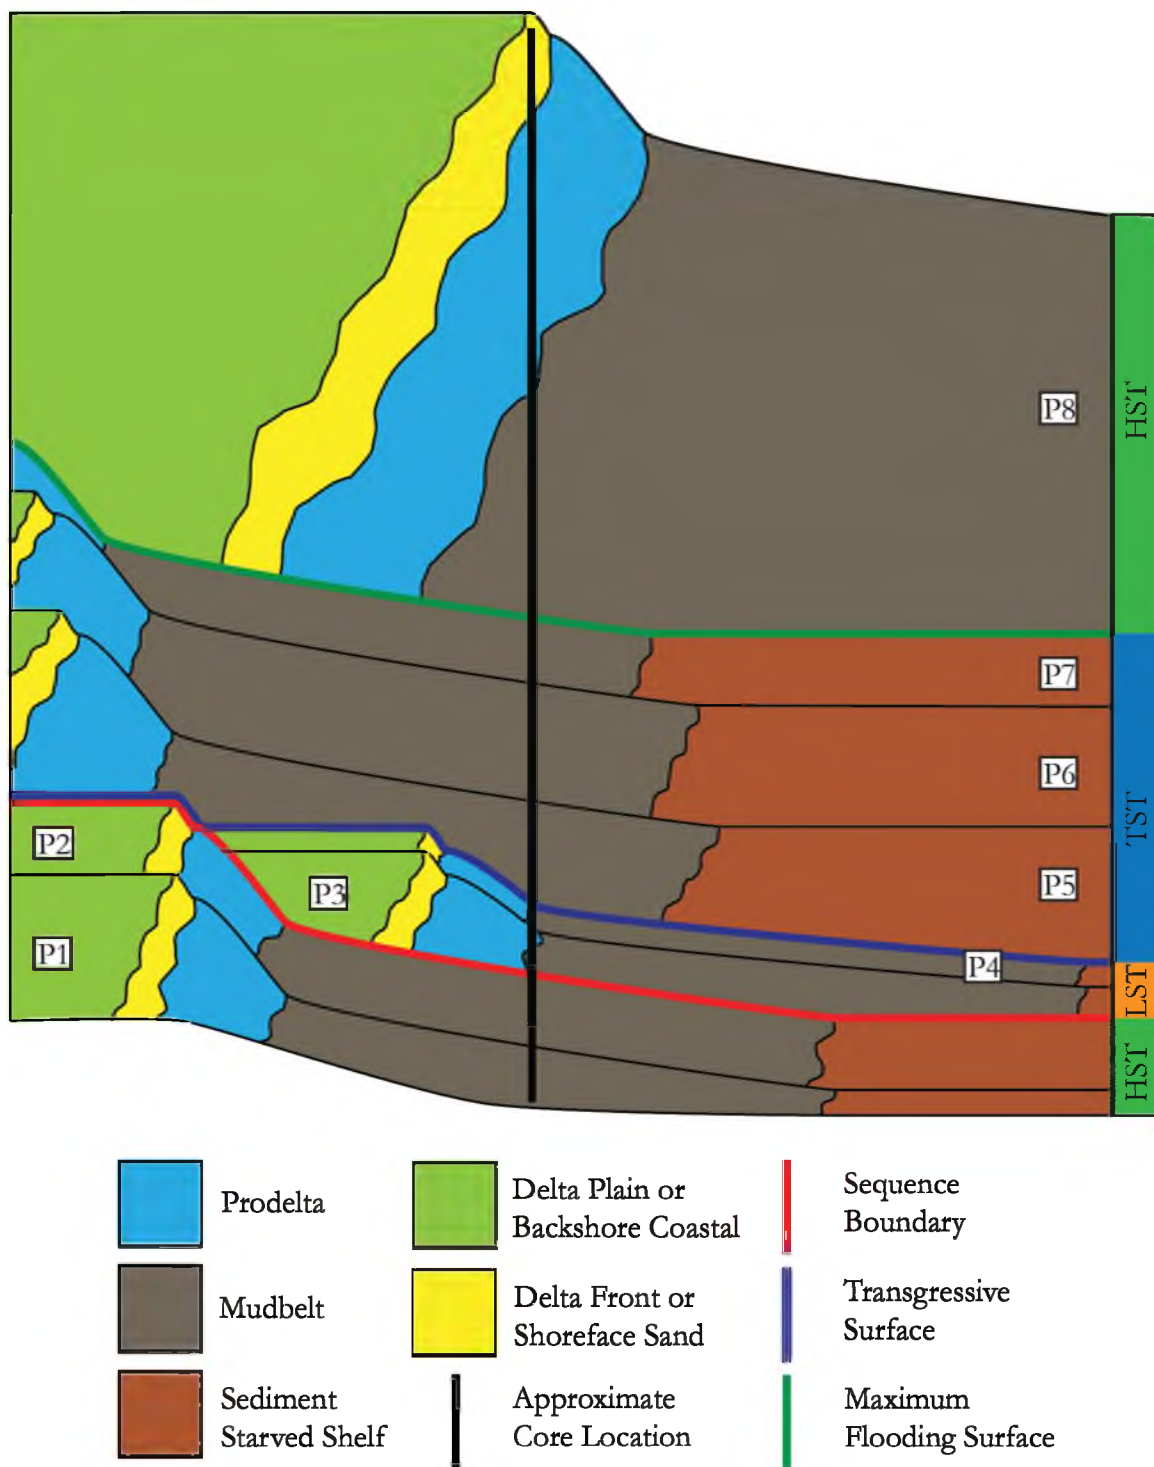 P8
HST
P7
P6
TST
P2
P3
P5
P1
P4
LST
HST
Prodelta
Delta Plain or
Backshore Coastal
Sequence
Boundary
Mudbelt
Delta Front or
Shoreface Sand
Transgressive
Surface
Sediment
Starved Shelf
Approximate
Core Location
Maximum
Flooding Surface